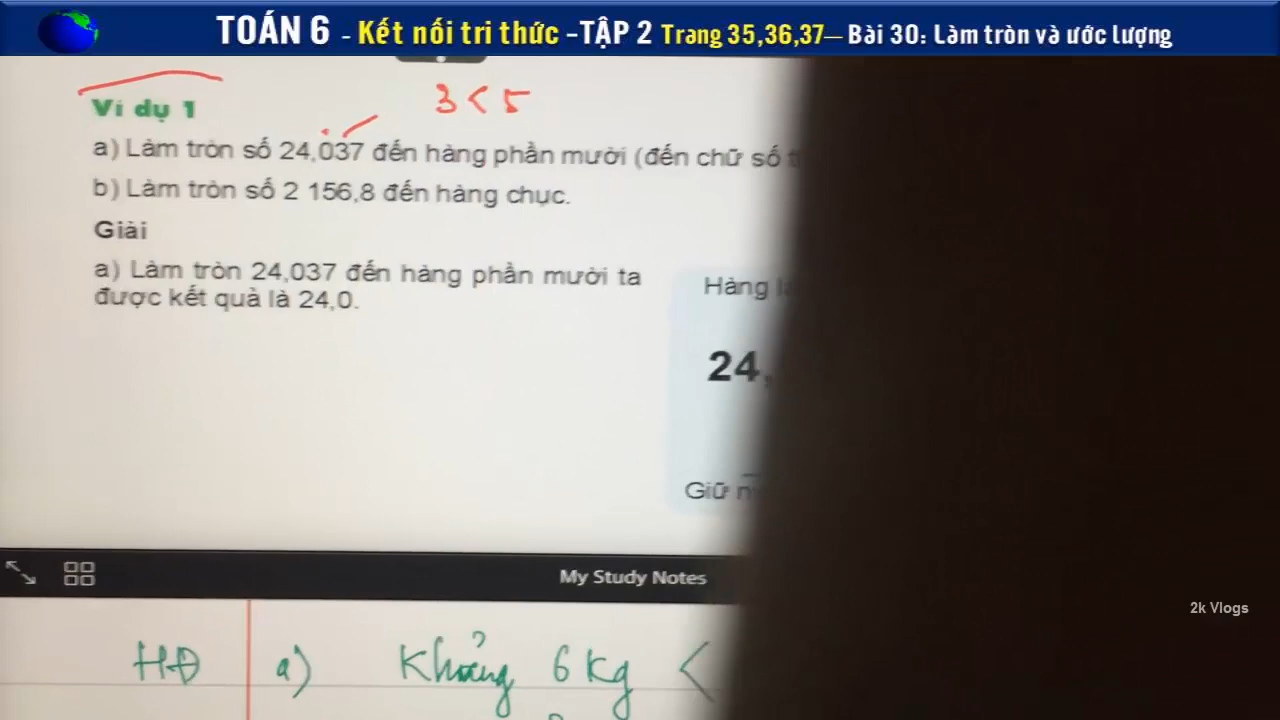 TOÁN 6 - Kết nối tri thức –TẬP 2 Trang 35,36,37– Bài 30: Làm tròn và ước lượng
3 < 5
Ví dụ 1
a) Làm tròn số 24,037 đến hàng phần mười (đến chữ số
b) Làm tròn số 2 156,8 đến hàng chục.
Giải
a) Làm tròn 24,037 đến hàng phần mười ta
được kết quả là 24,0.
Hàng
24,
Giữ
My Study Notes
2k Vlogs
HĐ a) Khoảng 6 kg <